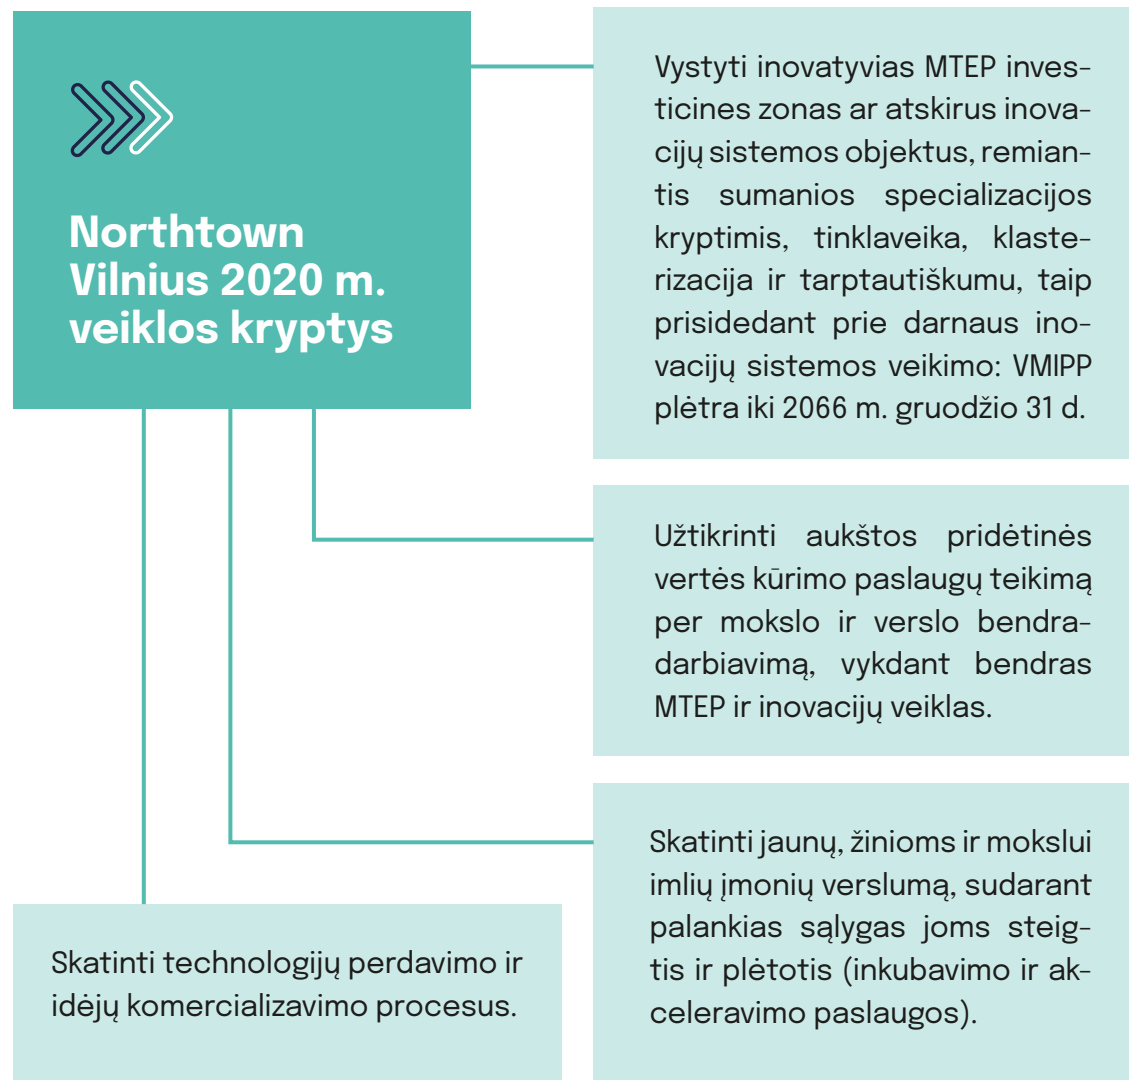 Northtown
Vilnius 2020 m.
veiklos kryptys
Vystyti inovatyvias MTEP inves-
ticines zonas ar atskirus inova-
cijų sistemos objektus, remian-
tis sumanios specializacijos
kryptimis, tinklaveika, klaste-
rizacija ir tarptautiškumu, taip
prisidedant prie darnaus ino-
vacijų sistemos veikimo: VMIPP
plėtra iki 2066 m. gruodžio 31 d.
Užtikrinti aukštos pridėtinės
vertės kūrimo paslaugų teikimą
per mokslo ir verslo bendra-
darbiavimą, vykdant bendras
MTEP ir inovacijų veiklas.
Skatinti jaunų, žinioms ir mokslui
imlių įmonių verslumą, sudarant
palankias sąlygas joms steig-
tis ir plėtotis (inkubavimo ir ak-
celeravimo paslaugos).
Skatinti technologijų perdavimo ir
idėjų komercializavimo procesus.